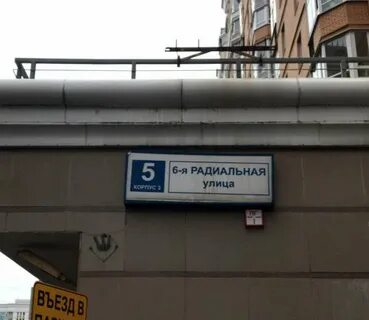 5
КОРПУС 3
6-я РАДИАЛЬНАЯ
улица
ВЪЕЗД В